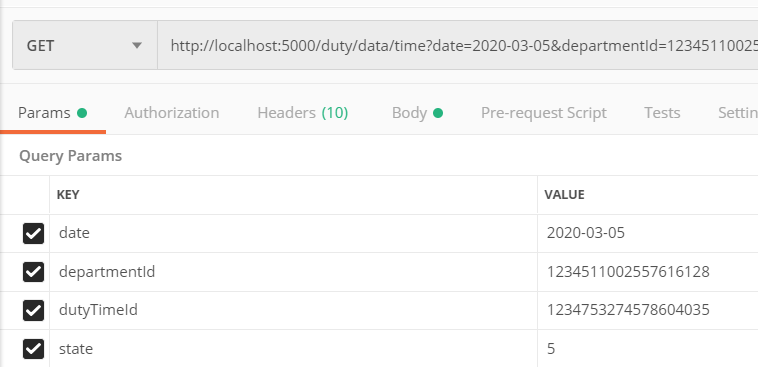 GET http://localhost:5000/duty/data/time?date=2020-03-05&departmentId=12345110025
Params Authorization Headers (10) Body Pre-request Script Tests Settin
Query Params
KEY VALUE
date 2020-03-05
departmentId 1234511002557616128
dutyTimeId 1234753274578604035
state 5